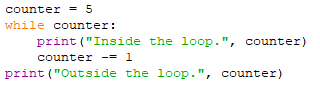 counter = 5
while counter:
    print("Inside the loop.", counter)
    counter -= 1
print("Outside the loop.", counter)